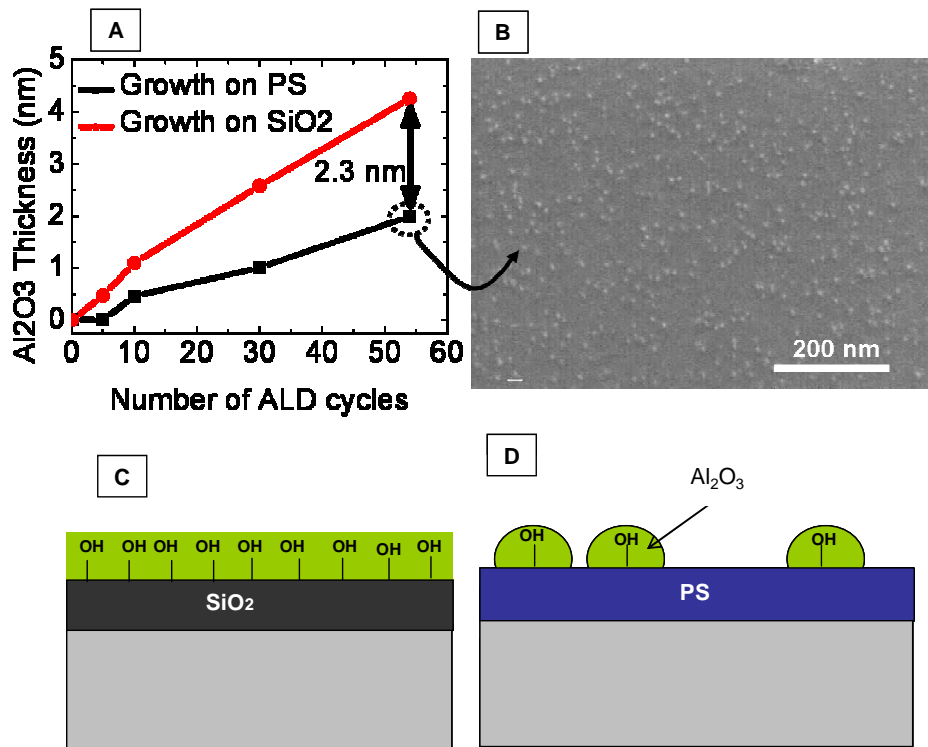 A
B
5
4
3
2
1
0
Al2O3 Thickness (nm)
Growth on PS
Growth on SiO2
2.3 nm
0 10 20 30 40 50 60
Number of ALD cycles
200 nm
C
OH OH OH OH OH OH OH OH OH
SiO2
D
Al₂O₃
OH OH OH
PS